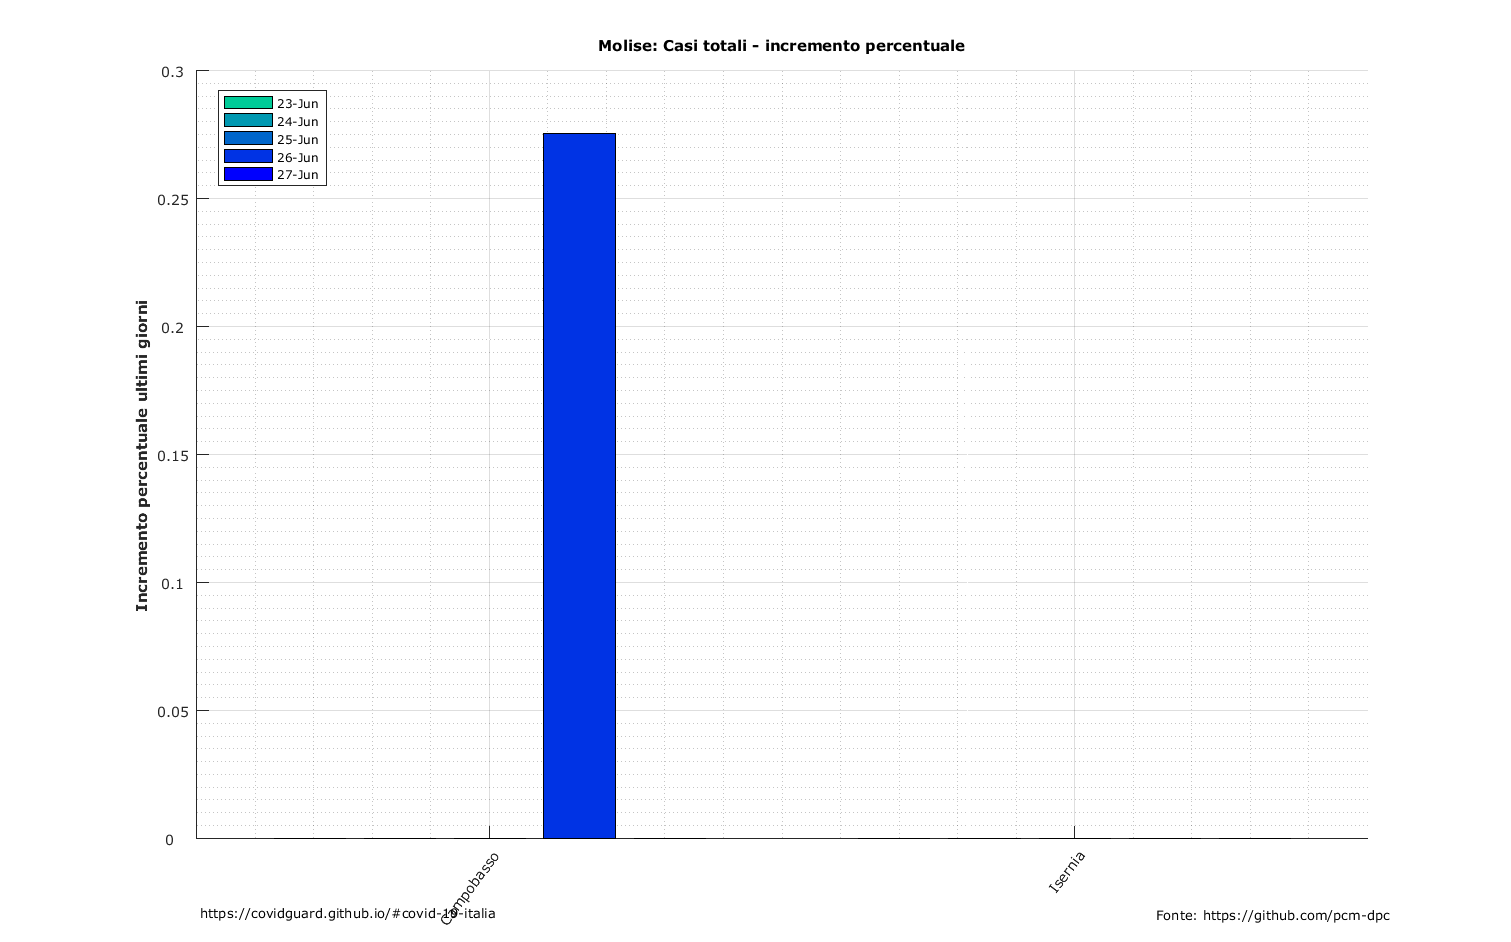 Molise: Casi totali - incremento percentuale
0.3
0.25
0.2
0.15
0.1
0.05
0
Incremento percentuale ultimi giorni
23-Jun
24-Jun
25-Jun
26-Jun
27-Jun
Campobasso
Isernia
https://covidguard.github.io/#covid-19-italia
Fonte: https://github.com/pcm-dpc